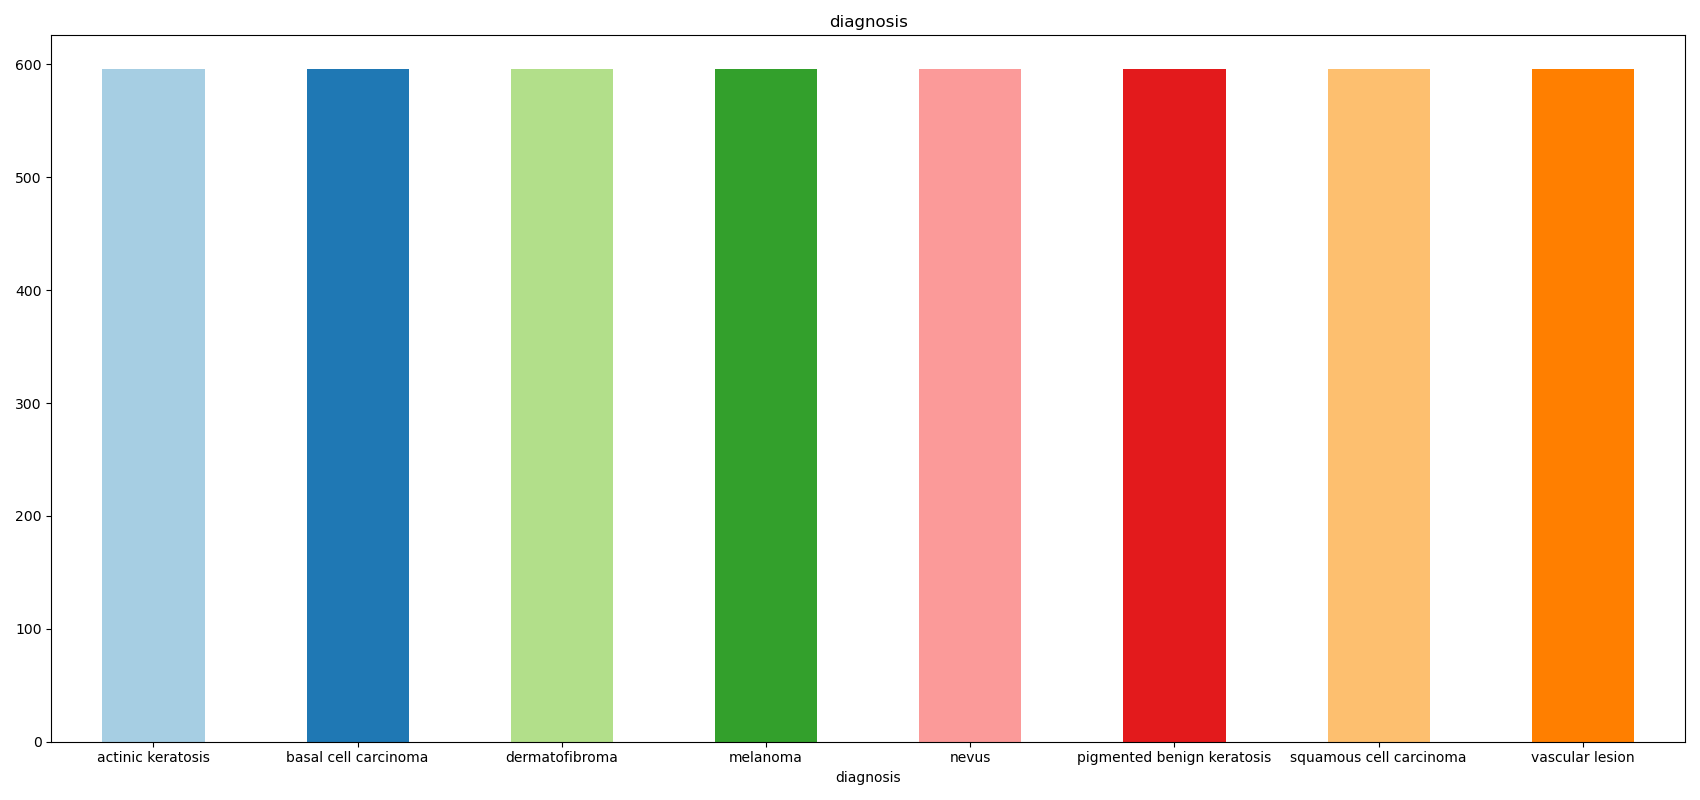 diagnosis
600
500
400
300
200
100
0
actinic keratosis basal cell carcinoma dermatofibroma melanoma nevus pigmented benign keratosis squamous cell carcinoma vascular lesion
diagnosis